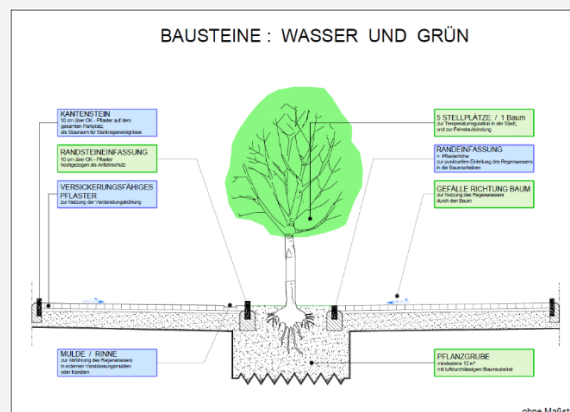 BAUSTEINE : WASSER UND GRÜN
KANTENSTEIN
10 cm über OK - Pflaster auf dem
gesamten Parkplatz,
als Stauraum für Starkregenereignisse
RANDSTEINEINFASSUNG
10 cm über OK - Pflaster
hochgezogen als Anfahrschutz
VERSICKERUNGSFÄHIGES
PFLASTER
zur Nutzung der Verdunstungskühlung
MULDE / RINNE
zur Abführung des Regenwassers
in externen Versickerungsmulden
oder Kanälen
5 STELLPLÄTZE / 1 Baum
zur Temperaturregulation in der Stadt,
und zur Feinstaubbindung
RANDEINFASSUNG
= Pflasterhöhe
zur punktuellen Einleitung des Regenwassers
in die Baumscheiben
GEFÄLLE RICHTUNG BAUM
zur Nutzung des Regenwassers
durch den Baum
PFLANZGRUBE
mindestens 12 m³
mit luftdurchlässigem Baumsubstrat
ohne Maßst